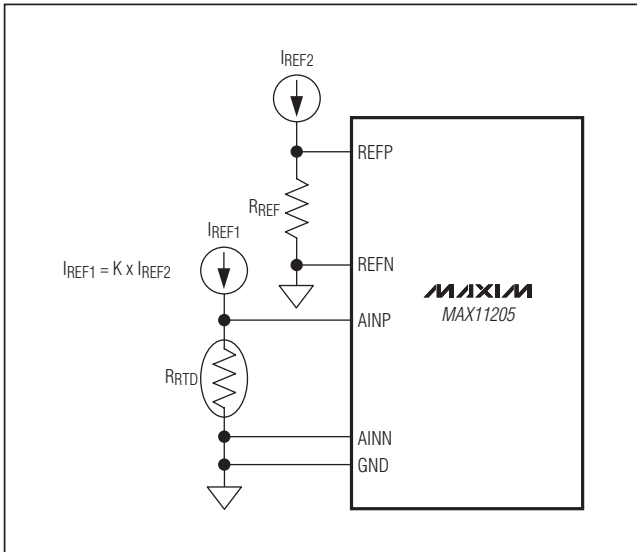 IREF2
REFP
RREF
IREF1
REFN
IREF1 = K x IREF2
MAXIM
MAX11205
AINP
RRTD
AINN
GND